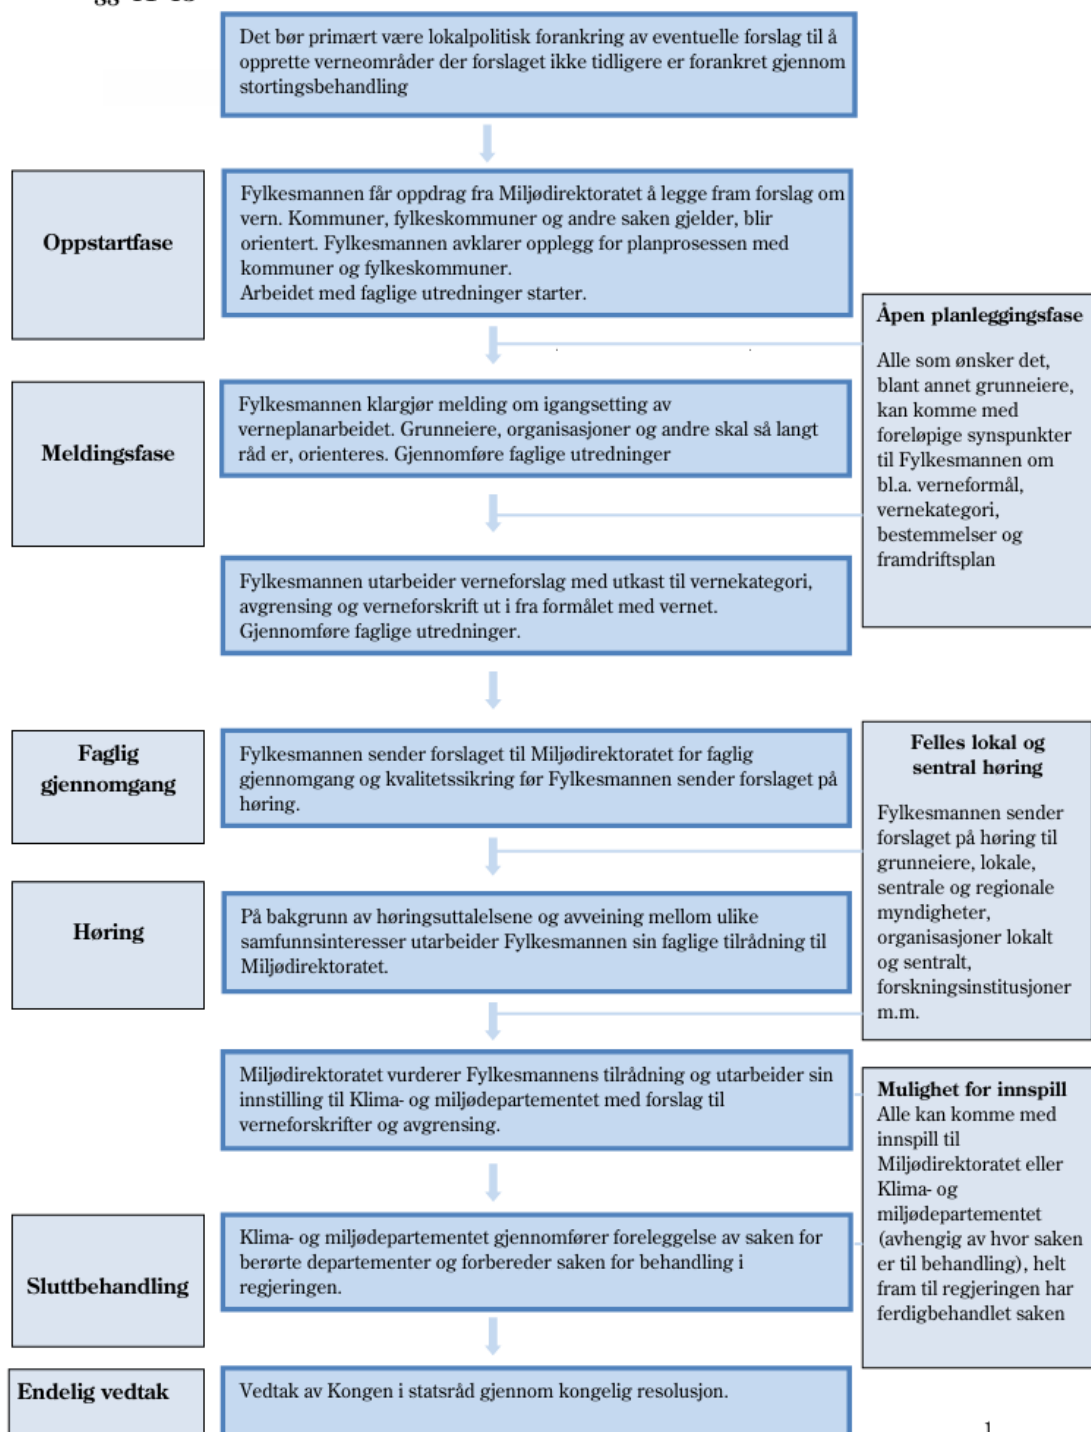 Det bør primært være lokalpolitisk forankring av eventuelle forslag til å
opprette verneområder der forslaget ikke tidligere er forankret gjennom
stortingsbehandling
Oppstartfase
Fylkesmannen får oppdrag fra Miljødirektoratet å legge fram forslag om
vern. Kommuner, fylkeskommuner og andre saken gjelder, blir
orientert. Fylkesmannen avklarer opplegg for planprosessen med
kommuner og fylkeskommuner.
Arbeidet med faglige utredninger starter.
Åpen planleggingsfase
Alle som ønsker det,
blant annet grunneiere,
kan komme med
foreløpige synspunkter
til Fylkesmannen om
bl.a. verneformål,
vernekategori,
bestemmelser og
framdriftsplan
Meldingsfase
Fylkesmannen klargjør melding om igangsetting av
verneplanarbeidet. Grunneiere, organisasjoner og andre skal så langt
råd er, orienteres. Gjennomføre faglige utredninger
Fylkesmannen utarbeider verneforslag med utkast til vernekategori,
avgrensing og verneforskrift ut i fra formålet med vernet.
Gjennomføre faglige utredninger.
Faglig
gjennomgang
Fylkesmannen sender forslaget til Miljødirektoratet for faglig
gjennomgang og kvalitetssikring før Fylkesmannen sender forslaget på
høring.
Felles lokal og
sentral høring
Fylkesmannen sender
forslaget på høring til
grunneiere, lokale,
sentrale og regionale
myndigheter,
organisasjoner lokalt
og sentralt,
forskningsinstitusjoner
m.m.
Høring
På bakgrunn av høringsuttalelsene og avveining mellom ulike
samfunnsinteresser utarbeider Fylkesmannen sin faglige tilrådning til
Miljødirektoratet.
Miljødirektoratet vurderer Fylkesmannens tilrådning og utarbeider sin
innstilling til Klima- og miljødepartementet med forslag til
verneforskrifter og avgrensing.
Mulighet for innspill
Alle kan komme med
innspill til
Miljødirektoratet eller
Klima- og
miljødepartementet
(avhengig av hvor saken
er til behandling), helt
fram til regjeringen har
ferdigbehandlet saken
Sluttbehandling
Klima- og miljødepartementet gjennomfører foreleggelse av saken for
berørte departementer og forbereder saken for behandling i
regjeringen.
Endelig vedtak
Vedtak av Kongen i statsråd gjennom kongelig resolusjon.
1